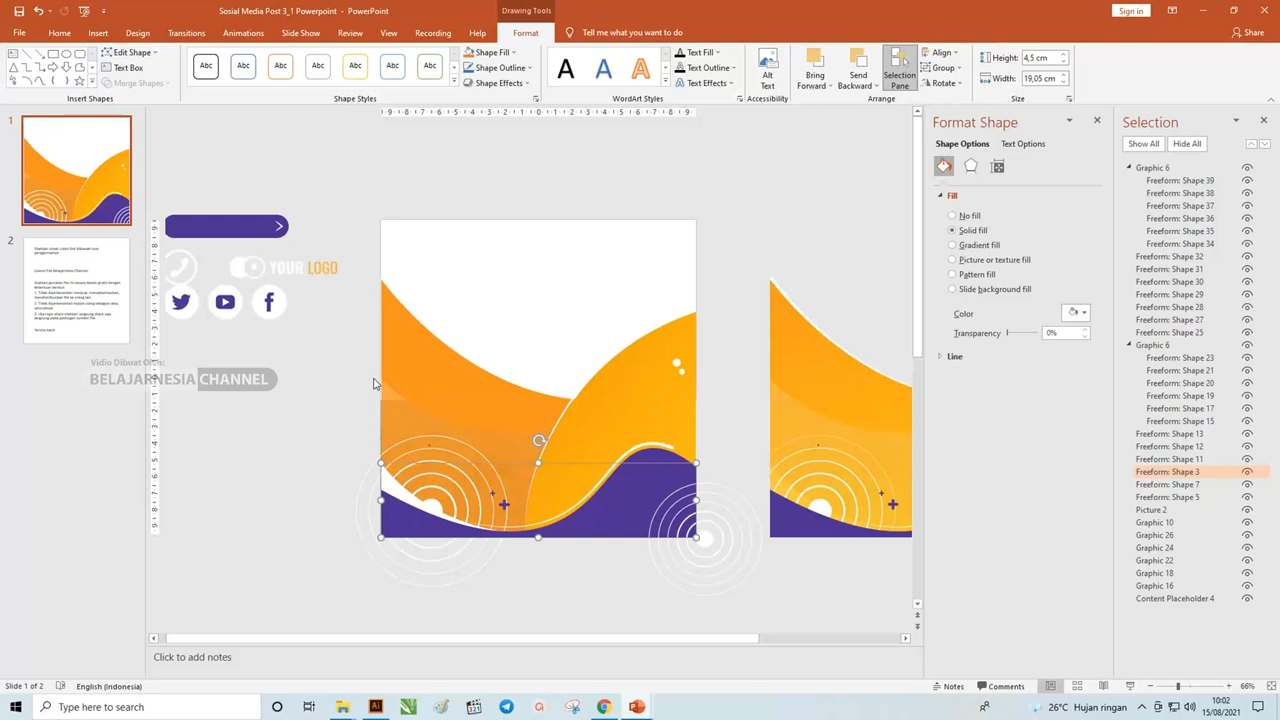 Sosial Media Post 3_1 Powerpoint - PowerPoint
Drawing Tools
Sign in
File
Home
Insert
Design
Transitions
Animations
Slide Show
Review
View
Recording
Help
Format
Tell me what you want to do
Share
Edit Shape
Text Box
Merge Shapes
Insert Shapes
Abc
Abc
Abc
Abc
Abc
Abc
Abc
Shape Styles
Shape Fill
Shape Outline
Shape Effects
A
A
A
WordArt Styles
Text Fill
Text Outline
Text Effects
Alt
Text
Accessibility
Bring
Forward
Send
Backward
Selection
Pane
Align
Group
Rotate
Arrange
Height:
4,5 cm
Width:
19,05 cm
Size
1
2
YOUR LOGO
Vidio Dibuat Oleh:
BELAJARNESIA CHANNEL
Format Shape
Shape Options
Text Options
Fill
No fill
Solid fill
Gradient fill
Picture or texture fill
Pattern fill
Slide background fill
Color
Transparency
0%
Line
Selection
Show All
Hide All
Graphic 6
Freeform: Shape 39
Freeform: Shape 38
Freeform: Shape 37
Freeform: Shape 36
Freeform: Shape 35
Freeform: Shape 34
Freeform: Shape 32
Freeform: Shape 31
Freeform: Shape 30
Freeform: Shape 29
Freeform: Shape 28
Freeform: Shape 27
Freeform: Shape 25
Graphic 6
Freeform: Shape 23
Freeform: Shape 21
Freeform: Shape 20
Freeform: Shape 19
Freeform: Shape 17
Freeform: Shape 15
Freeform: Shape 13
Freeform: Shape 12
Freeform: Shape 11
Freeform: Shape 3
Freeform: Shape 7
Freeform: Shape 5
Picture 2
Graphic 10
Graphic 26
Graphic 24
Graphic 22
Graphic 18
Graphic 16
Content Placeholder 4
Click to add notes
Slide 1 of 2
English (Indonesia)
Notes
Comments
66%
Type here to search
26°C Hujan ringan
10:02
15/08/2021